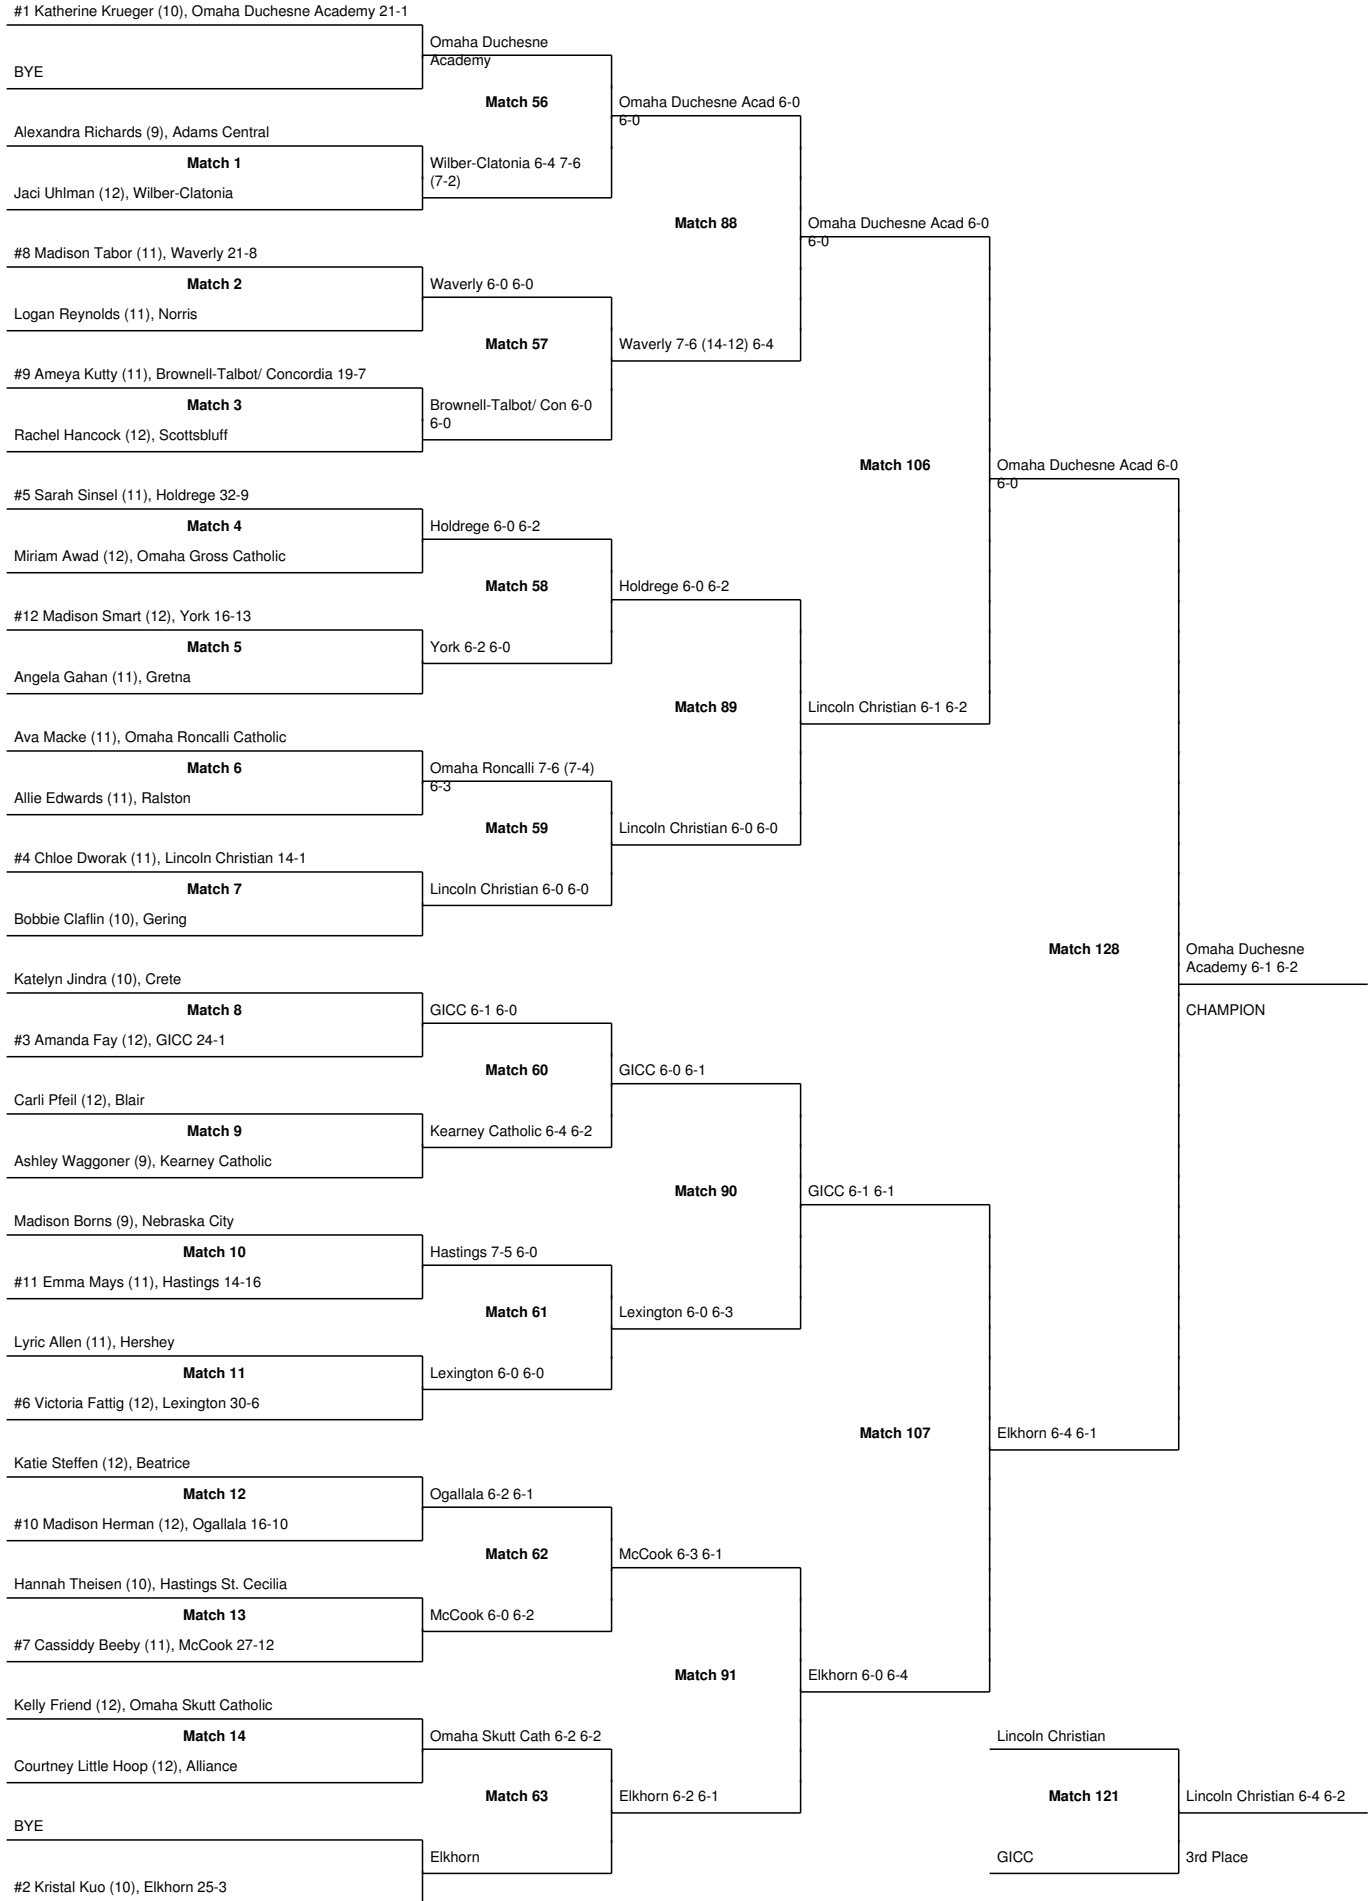 #1 Katherine Krueger (10), Omaha Duchesne Academy 21-1
Omaha Duchesne
Academy
BYE
Match 56
Omaha Duchesne Acad 6-0
6-0
Alexandra Richards (9), Adams Central
Match 1
Wilber-Clatonia 6-4 7-6
(7-2)
Jaci Uhlman (12), Wilber-Clatonia
Match 88
Omaha Duchesne Acad 6-0
6-0
#8 Madison Tabor (11), Waverly 21-8
Match 2
Waverly 6-0 6-0
Logan Reynolds (11), Norris
Match 57
Waverly 7-6 (14-12) 6-4
#9 Ameya Kutty (11), Brownell-Talbot/ Concordia 19-7
Match 3
Brownell-Talbot/ Con 6-0
6-0
Rachel Hancock (12), Scottsbluff
Match 106
Omaha Duchesne Acad 6-0
6-0
#5 Sarah Sinsel (11), Holdrege 32-9
Match 4
Holdrege 6-0 6-2
Miriam Awad (12), Omaha Gross Catholic
Match 58
Holdrege 6-0 6-2
#12 Madison Smart (12), York 16-13
Match 5
York 6-2 6-0
Angela Gahan (11), Gretna
Match 89
Lincoln Christian 6-1 6-2
Ava Macke (11), Omaha Roncalli Catholic
Match 6
Omaha Roncalli 7-6 (7-4)
6-3
Allie Edwards (11), Ralston
Match 59
Lincoln Christian 6-0 6-0
#4 Chloe Dworak (11), Lincoln Christian 14-1
Match 7
Lincoln Christian 6-0 6-0
Bobbie Claflin (10), Gering
Match 128
Omaha Duchesne
Academy 6-1 6-2
CHAMPION
Katelyn Jindra (10), Crete
Match 8
GICC 6-1 6-0
#3 Amanda Fay (12), GICC 24-1
Match 60
GICC 6-0 6-1
Carli Pfeil (12), Blair
Match 9
Kearney Catholic 6-4 6-2
Ashley Waggoner (9), Kearney Catholic
Match 90
GICC 6-1 6-1
Madison Borns (9), Nebraska City
Match 10
Hastings 7-5 6-0
#11 Emma Mays (11), Hastings 14-16
Match 61
Lexington 6-0 6-3
Lyric Allen (11), Hershey
Match 11
Lexington 6-0 6-0
#6 Victoria Fattig (12), Lexington 30-6
Match 107
Elkhorn 6-4 6-1
Katie Steffen (12), Beatrice
Match 12
Ogallala 6-2 6-1
#10 Madison Herman (12), Ogallala 16-10
Match 62
McCook 6-3 6-1
Hannah Theisen (10), Hastings St. Cecilia
Match 13
McCook 6-0 6-2
#7 Cassiddy Beeby (11), McCook 27-12
Match 91
Elkhorn 6-0 6-4
Kelly Friend (12), Omaha Skutt Catholic
Match 14
Omaha Skutt Cath 6-2 6-2
Courtney Little Hoop (12), Alliance
Match 63
Elkhorn 6-2 6-1
BYE
Elkhorn
#2 Kristal Kuo (10), Elkhorn 25-3
Lincoln Christian
Match 121
Lincoln Christian 6-4 6-2
GICC
3rd Place